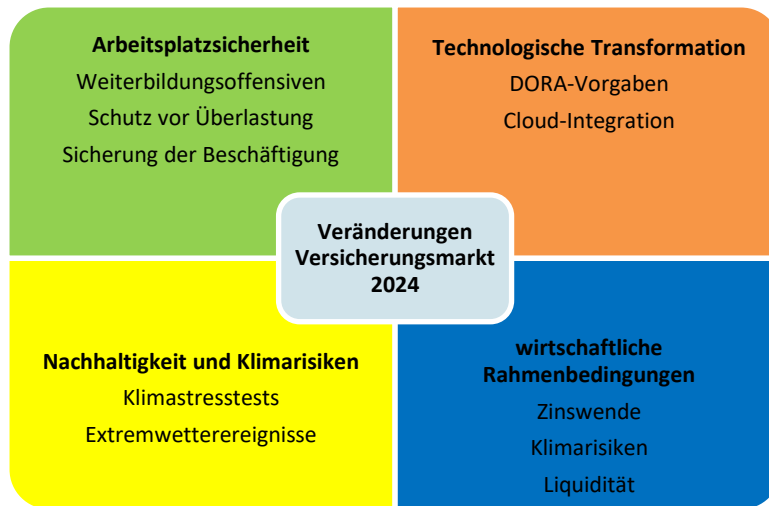 Arbeitsplatzsicherheit
Weiterbildungsoffensiven
Schutz vor Überlastung
Sicherung der Beschäftigung
Technologische Transformation
DORA-Vorgaben
Cloud-Integration
Veränderungen
Versicherungsmarkt
2024
Nachhaltigkeit und Klimarisiken
Klimastresstests
Extremwetterereignisse
wirtschaftliche
Rahmenbedingungen
Zinswende
Klimarisiken
Liquidität